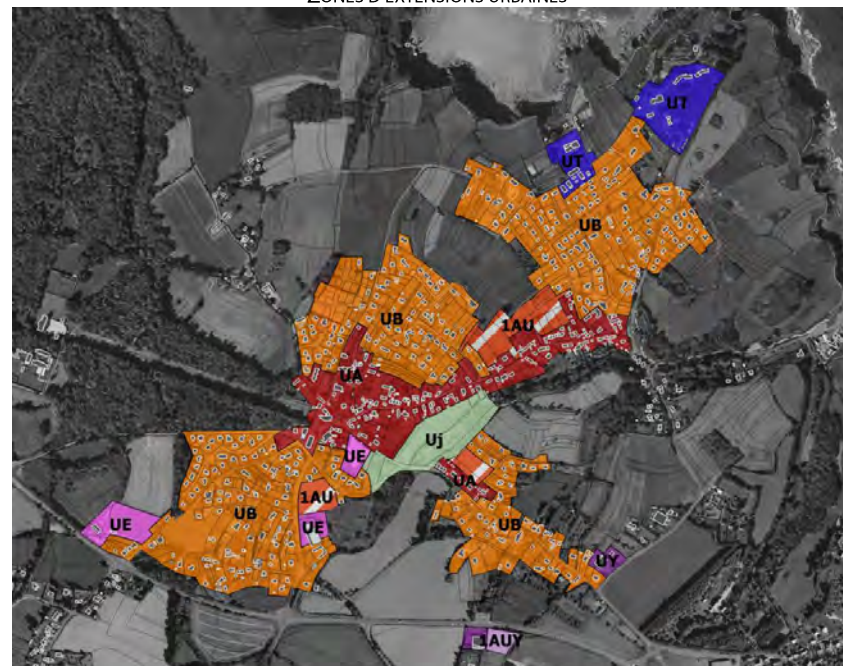 ZONES D'EXTENSIONS URBAINES
UT
UT
UB
1AU
UB
UA
Uj
UE
UA
1AU
UE
UB
UE
UB
UY
1AUY